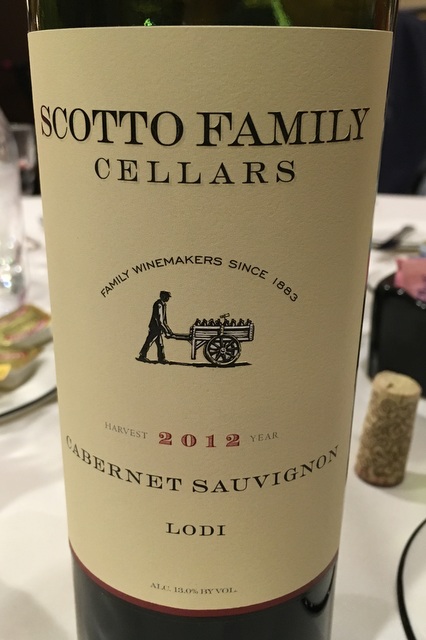 SCOTTO FAMILY
CELLARS
FAMILY WINEMAKERS SINCE 1883
HARVEST 2012 YEAR
CABERNET SAUVIGNON
LODI
ALC. 13.0% BY VOL.